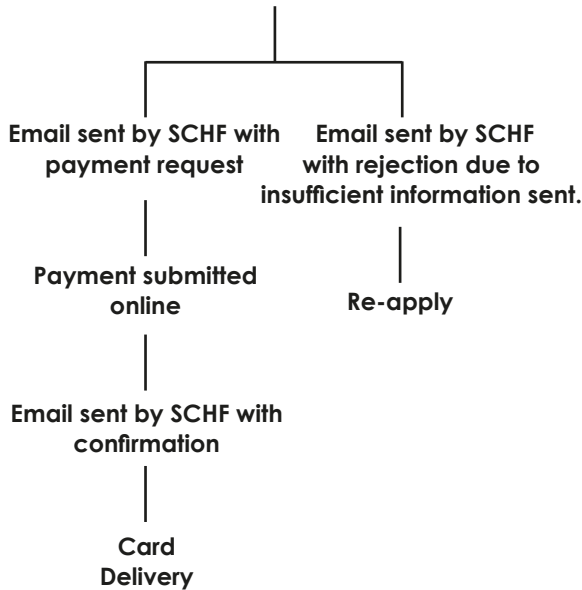 Email sent by SCHF with
payment request
Email sent by SCHF
with rejection due to
insufficient information sent.
Payment submitted
online
Re-apply
Email sent by SCHF with
confirmation
Card
Delivery